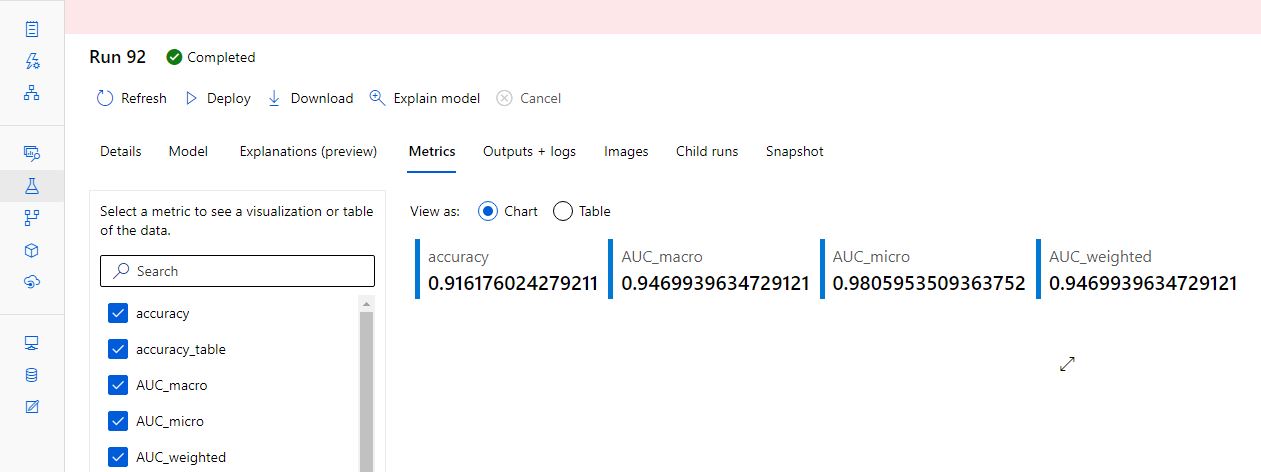 Run 92 Completed
Refresh Deploy Download Explain model Cancel
Details Model Explanations (preview) Metrics Outputs + logs Images Child runs Snapshot
Select a metric to see a visualization or table
of the data.
Search
accuracy
accuracy_table
AUC_macro
AUC_micro
AUC_weighted
View as: Chart Table
accuracy AUC_macro AUC_micro AUC_weighted
0.916176024279211 0.9469939634729121 0.9805953509363752 0.9469939634729121